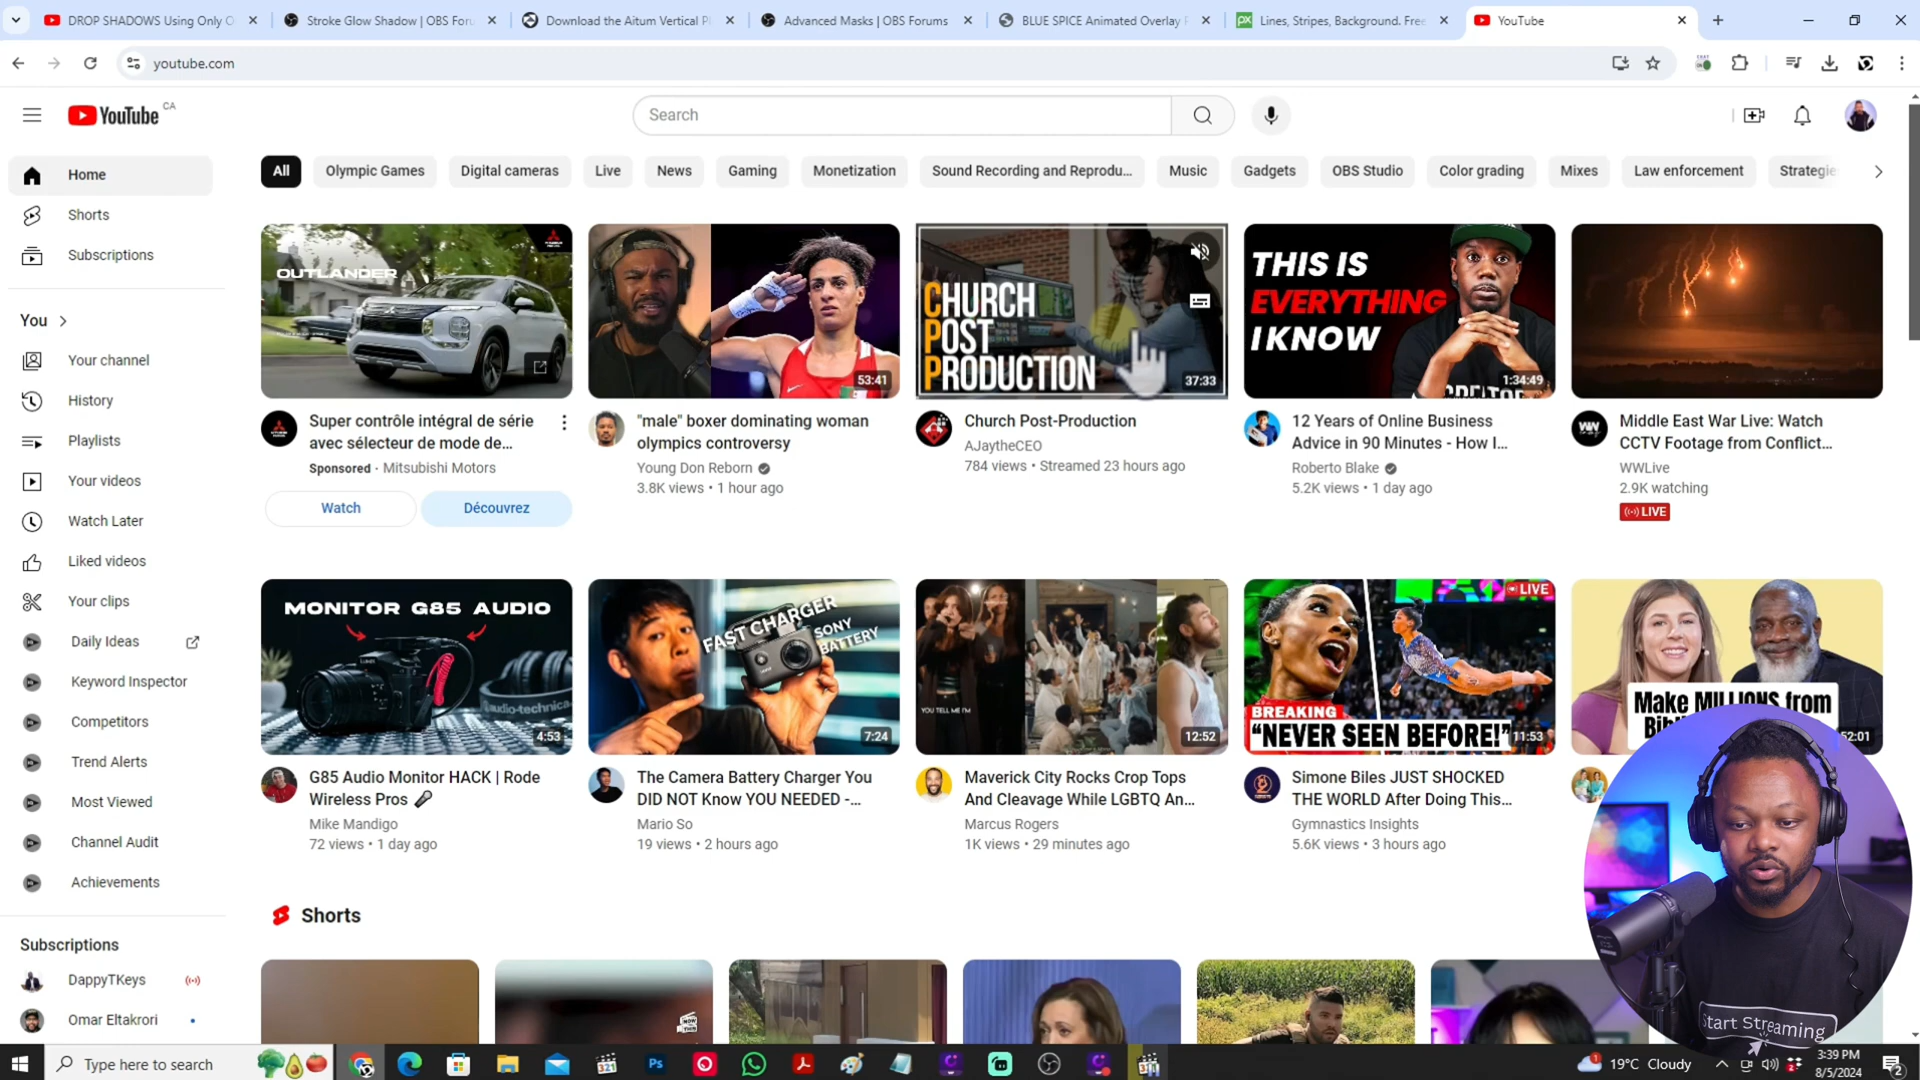 DROP SHADOWS Using Only O
Stroke Glow Shadow | OBS Foru
Download the Aitum Vertical Pl
Advanced Masks | OBS Forums
BLUE SPICE Animated Overlay P
Lines, Stripes, Background. Free
YouTube
youtube.com
YouTube CA
Search
Home
Shorts
Subscriptions
You
Your channel
History
Playlists
Your videos
Watch Later
Liked videos
Your clips
Daily Ideas
Keyword Inspector
Competitors
Trend Alerts
Most Viewed
Channel Audit
Achievements
Subscriptions
DappyTKeys
Omar Eltakrori
All
Olympic Games
Digital cameras
Live
News
Gaming
Monetization
Sound Recording and Reprodu...
Music
Gadgets
OBS Studio
Color grading
Mixes
Law enforcement
Strategie
OUTLANDER
Super contrôle intégral de série
avec sélecteur de mode de...
Sponsored · Mitsubishi Motors
Watch
Découvrez
53:41
"male" boxer dominating woman
olympics controversy
Young Don Reborn
3.8K views • 1 hour ago
CHURCH
POST
PRODUCTION
37:33
Church Post-Production
AJaytheCEO
784 views • Streamed 23 hours ago
THIS IS
EVERYTHING
I KNOW
1:34:49
12 Years of Online Business
Advice in 90 Minutes - How I...
Roberto Blake
5.2K views • 1 day ago
Middle East War Live: Watch
CCTV Footage from Conflict...
WWLive
2.9K watching
LIVE
MONITOR G85 AUDIO
audio-technica
4:53
G85 Audio Monitor HACK | Rode
Wireless Pros
Mike Mandigo
72 views • 1 day ago
FAST CHARGER
SONY
BATTERY
7:24
The Camera Battery Charger You
DID NOT Know YOU NEEDED -...
Mario So
19 views • 2 hours ago
YOU TELL ME I'M
12:52
Maverick City Rocks Crop Tops
And Cleavage While LGBTQ An...
Marcus Rogers
1K views • 29 minutes ago
LIVE
BREAKING
"NEVER SEEN BEFORE!"
11:53
Simone Biles JUST SHOCKED
THE WORLD After Doing This...
Gymnastics Insights
5.6K views • 3 hours ago
Make MILLIONS from
52:01
Shorts
Start Streaming
Type here to search
19°C Cloudy
3:39 PM
8/5/2024